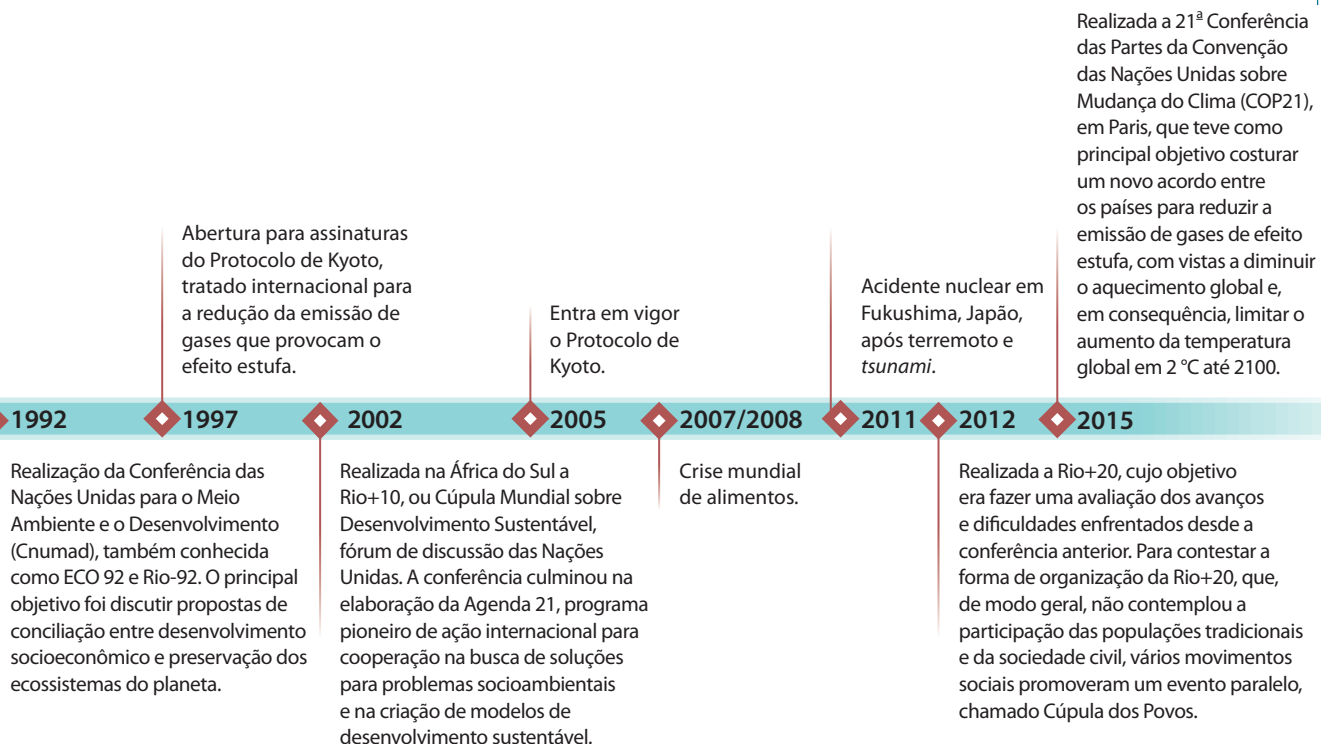 Realizada a 21ª Conferência
das Partes da Convenção
das Nações Unidas sobre
Mudança do Clima (COP21),
em Paris, que teve como
principal objetivo costurar
um novo acordo entre
os países para reduzir a
emissão de gases de efeito
estufa, com vistas a diminuir
o aquecimento global e,
em consequência, limitar o
aumento da temperatura
global em 2 °C até 2100.
Abertura para assinaturas
do Protocolo de Kyoto,
tratado internacional para
a redução da emissão de
gases que provocam o
efeito estufa.
Entra em vigor
o Protocolo de
Kyoto.
Acidente nuclear em
Fukushima, Japão,
após terremoto e
tsunami.
1992 1997 2002 2005 2007/2008 2011 2012 2015
Realização da Conferência das
Nações Unidas para o Meio
Ambiente e o Desenvolvimento
(Cnumad), também conhecida
como ECO 92 e Rio-92. O principal
objetivo foi discutir propostas de
conciliação entre desenvolvimento
socioeconômico e preservação dos
ecossistemas do planeta.
Realizada na África do Sul a
Rio+10, ou Cúpula Mundial sobre
Desenvolvimento Sustentável,
fórum de discussão das Nações
Unidas. A conferência culminou na
elaboração da Agenda 21, programa
pioneiro de ação internacional para
cooperação na busca de soluções
para problemas socioambientais
e na criação de modelos de
desenvolvimento sustentável.
Crise mundial
de alimentos.
Realizada a Rio+20, cujo objetivo
era fazer uma avaliação dos avanços
e dificuldades enfrentados desde a
conferência anterior. Para contestar a
forma de organização da Rio+20, que,
de modo geral, não contemplou a
participação das populações tradicionais
e da sociedade civil, vários movimentos
sociais promoveram um evento paralelo,
chamado Cúpula dos Povos.